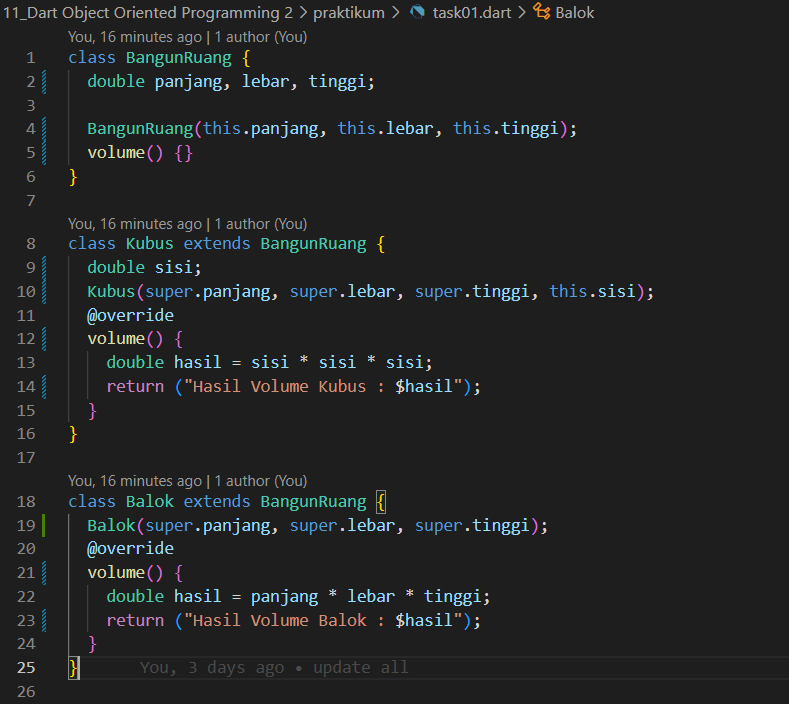 11_Dart Object Oriented Programming 2 > praktikum > task01.dart > Balok
You, 16 minutes ago | 1 author (You)
1 class BangunRuang {
2 double panjang, lebar, tinggi;
3
4 BangunRuang(this.panjang, this.lebar, this.tinggi);
5 volume() {}
6 }
7
You, 16 minutes ago | 1 author (You)
8 class Kubus extends BangunRuang {
9 double sisi;
10 Kubus(super.panjang, super.lebar, super.tinggi, this.sisi);
11 @override
12 volume() {
13 double hasil = sisi * sisi * sisi;
14 return ("Hasil Volume Kubus : $hasil");
15 }
16 }
17
You, 16 minutes ago | 1 author (You)
18 class Balok extends BangunRuang {
19 Balok(super.panjang, super.lebar, super.tinggi);
20 @override
21 volume() {
22 double hasil = panjang * lebar * tinggi;
23 return ("Hasil Volume Balok : $hasil");
24 }
25 } You, 3 days ago • update all
26